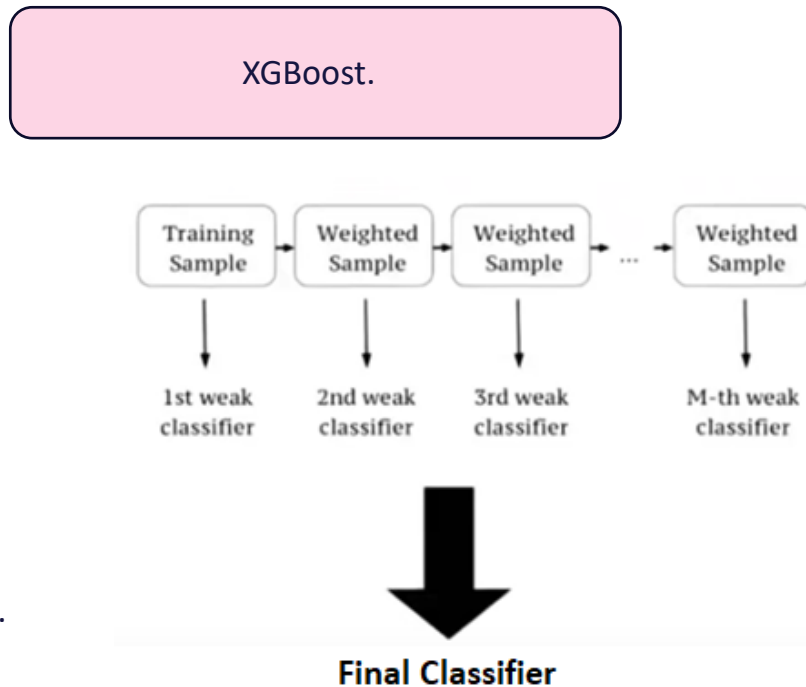 XGBoost.
Training Sample
Weighted Sample
Weighted Sample
...
Weighted Sample
1st weak classifier
2nd weak classifier
3rd weak classifier
M-th weak classifier
.
Final Classifier